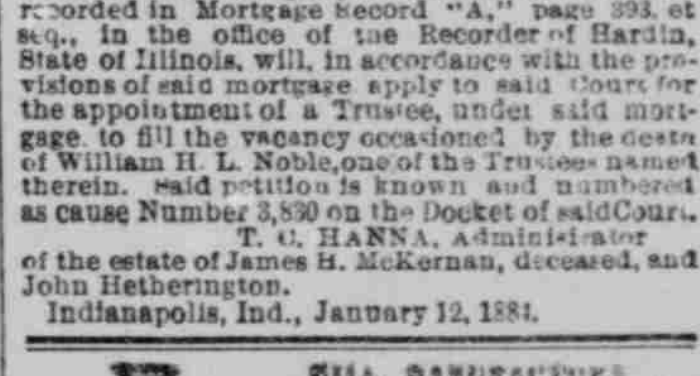 recorded in Mortgage Record "A," page 393, et
seq., in the office of the Recorder of Hardin,
State of Illinois, will, in accordance with the pro-
visions of said mortgage apply to said Court for
the appointment of a Trustee, under said mort-
gage, to fill the vacancy occasioned by the death
of William H. L. Noble, one of the Trustees named
therein. Said petition is known and numbered
as cause Number 3,830 on the Docket of said Court.
T. C. HANNA, Administrator
of the estate of James H. McKernan, deceased, and
John Hetherington.
Indianapolis, Ind., January 12, 1884.